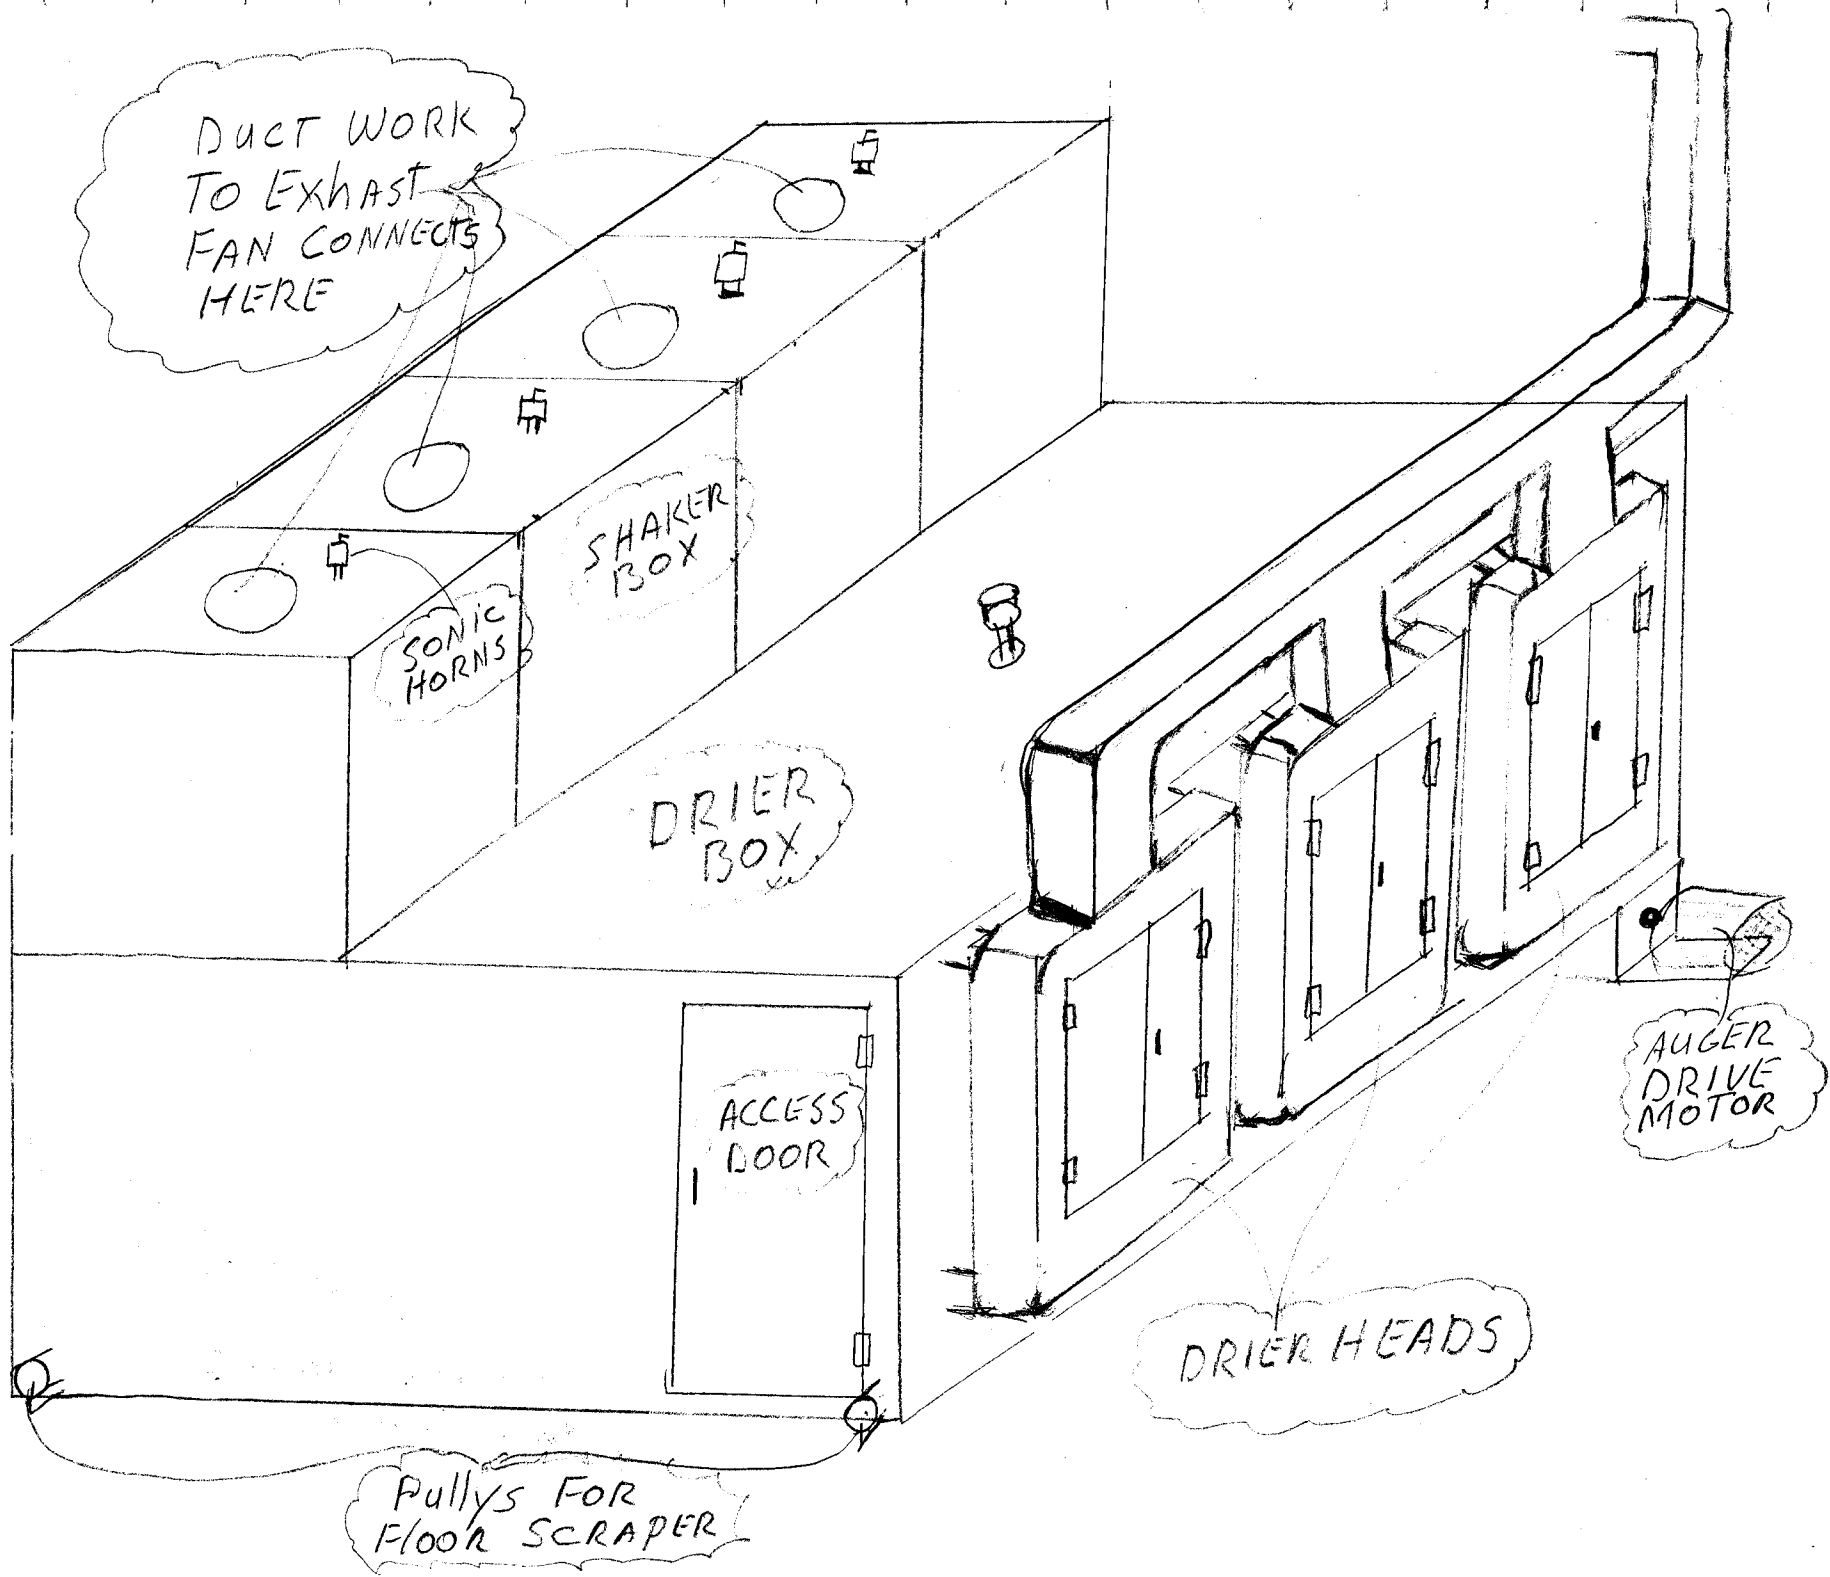 DUCT WORK
TO ExhAST
FAN CONNECTS
HERE
SHAKER
BOX
SONIC
HORNS
DRIER
BOX
ACCESS
DOOR
AUGER
DRIVE
MOTOR
DRIER HEADS
Pullys FOR
FlOOR SCRAPER